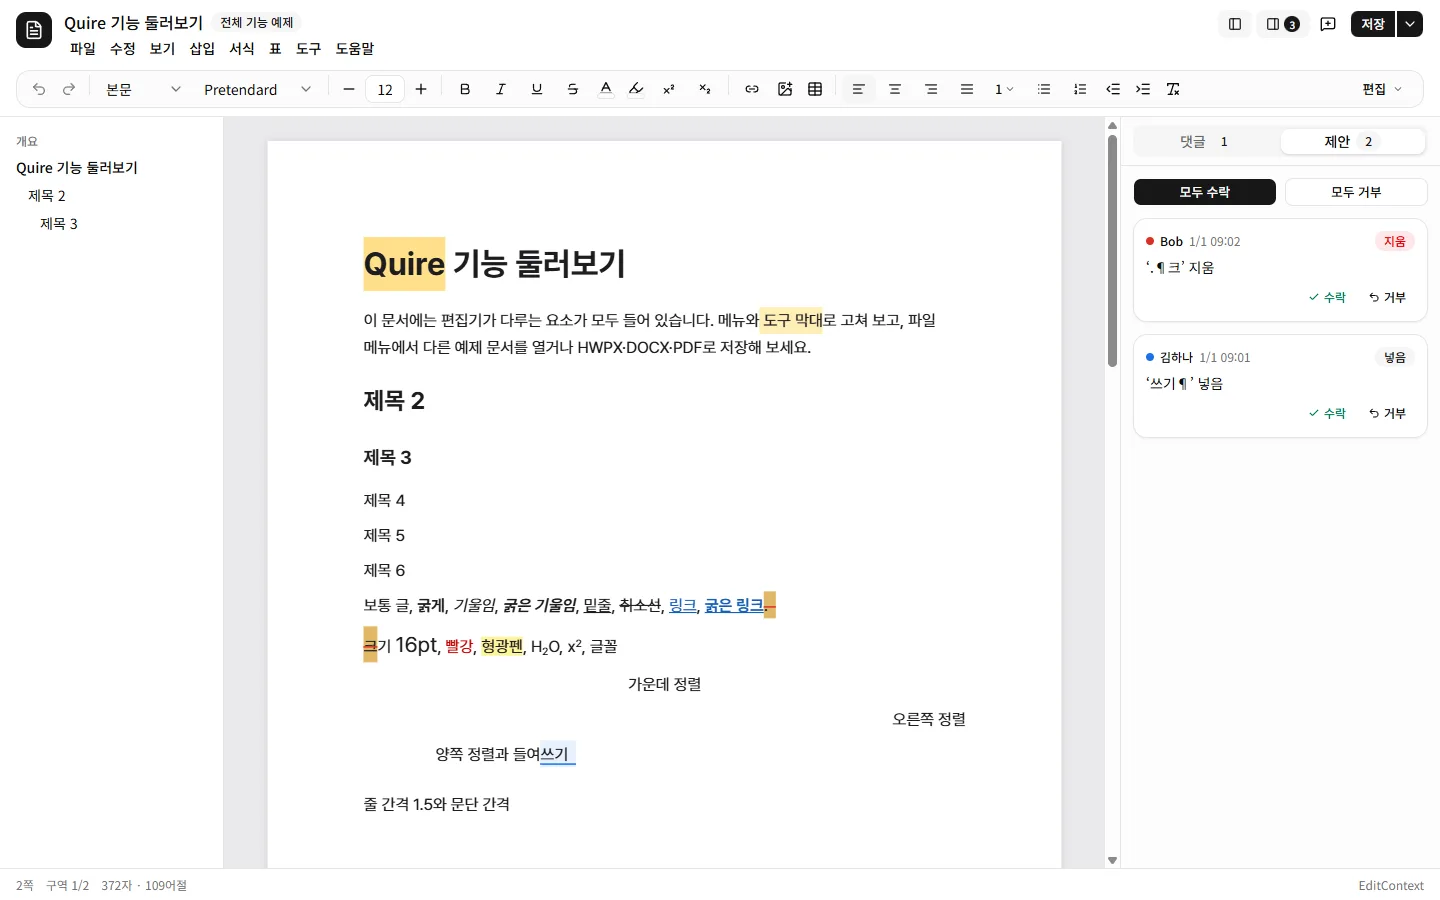 Quire 기능 둘러보기 전체 기능 예제
3 저장
파일 수정 보기 삽입 서식 표 도구 도움말
본문 Pretendard 12 B I U S A x² x₂ 1 편집
개요
Quire 기능 둘러보기
제목 2
제목 3
Quire 기능 둘러보기
이 문서에는 편집기가 다루는 요소가 모두 들어 있습니다. 메뉴와 도구 막대로 고쳐 보고, 파일
메뉴에서 다른 예제 문서를 열거나 HWPX·DOCX·PDF로 저장해 보세요.
제목 2
제목 3
제목 4
제목 5
제목 6
보통 글, 굵게, 기울임, 굵은 기울임, 밑줄, 취소선, 링크, 굵은 링크.
크기 16pt, 빨강, 형광펜, H₂O, x², 글꼴
가운데 정렬
오른쪽 정렬
양쪽 정렬과 들여쓰기
줄 간격 1.5와 문단 간격
댓글 1 제안 2
모두 수락 모두 거부
Bob 1/1 09:02 지움
‘. ¶ 크’ 지움
수락 거부
김하나 1/1 09:01 넣음
‘쓰기 ¶ ’ 넣음
수락 거부
2쪽 구역 1/2 372자 · 109어절
EditContext